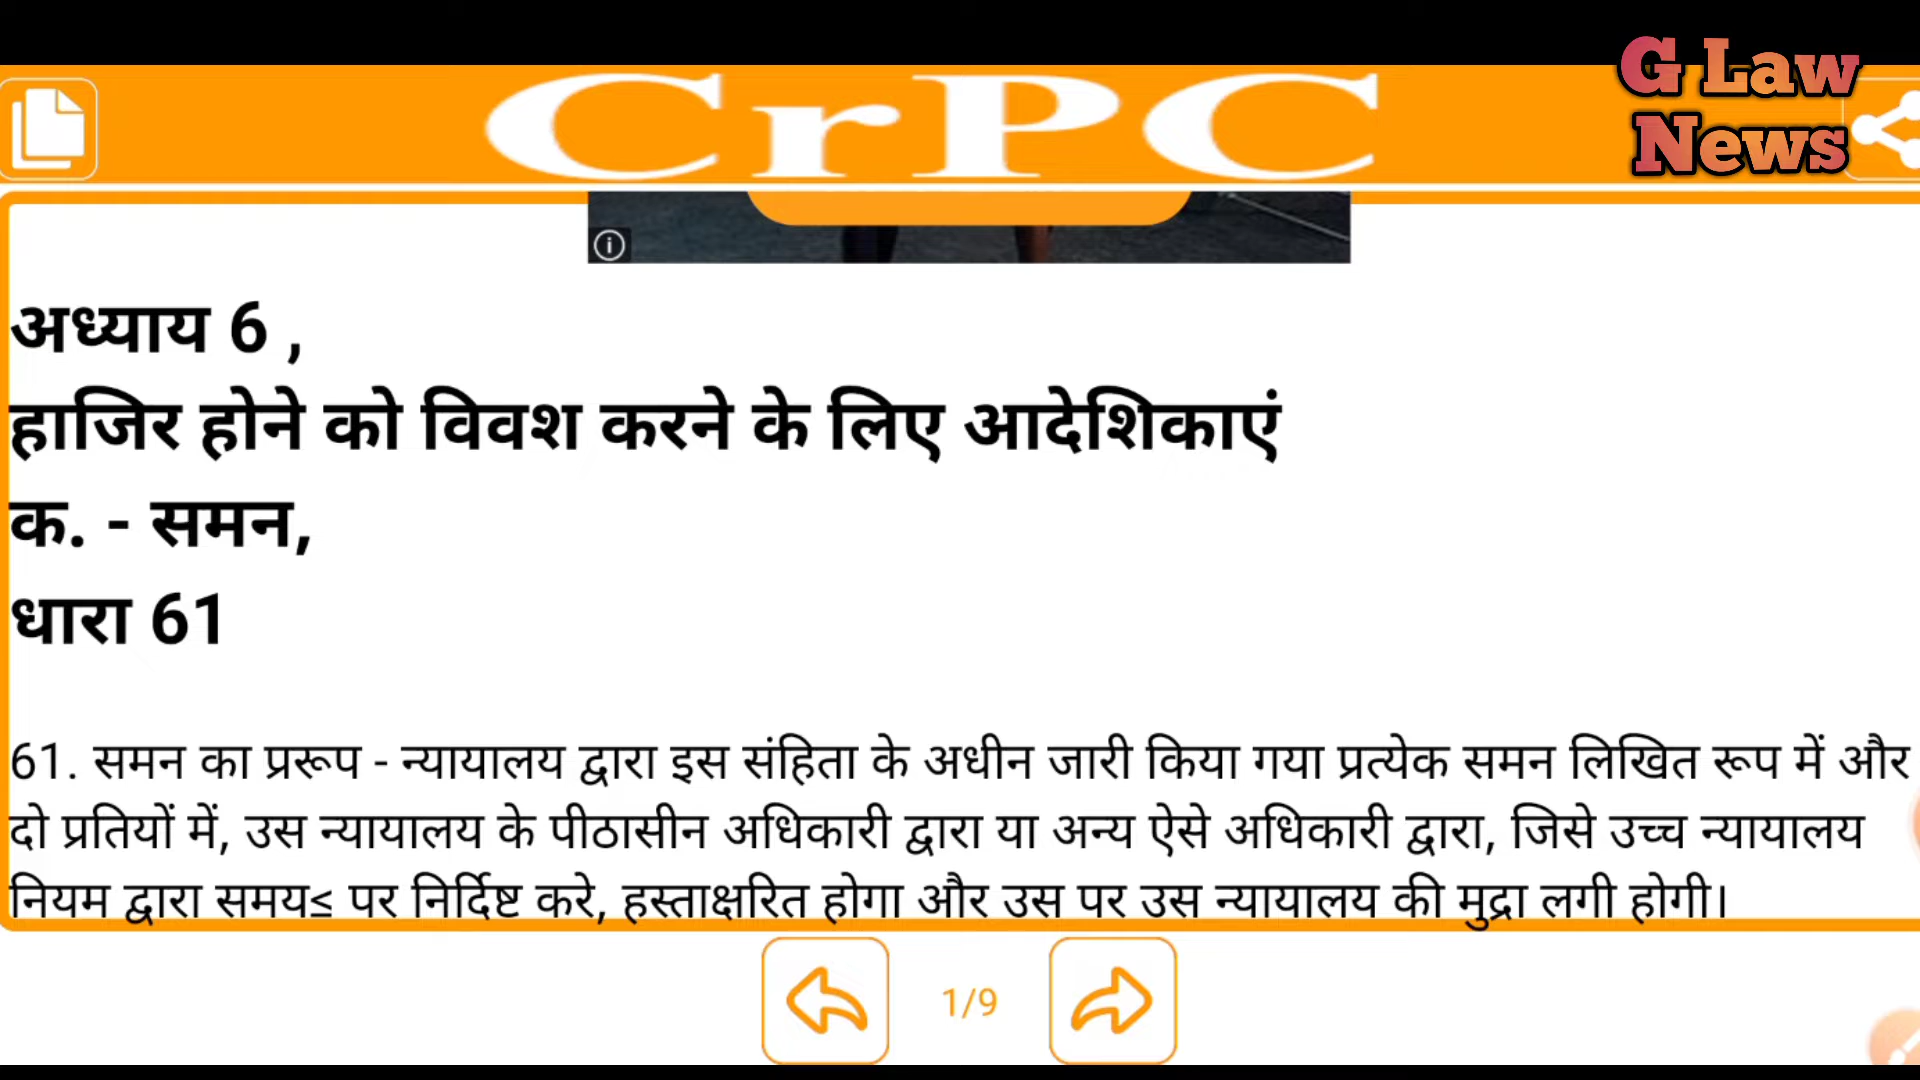 CrPC
G Law
News
अध्याय 6 ,
हाजिर होने को विवश करने के लिए आदेशिकाएं
क. - समन,
धारा 61
61. समन का प्ररूप - न्यायालय द्वारा इस संहिता के अधीन जारी किया गया प्रत्येक समन लिखित रूप में और
दो प्रतियों में, उस न्यायालय के पीठासीन अधिकारी द्वारा या अन्य ऐसे अधिकारी द्वारा, जिसे उच्च न्यायालय
नियम द्वारा समय≤ पर निर्दिष्ट करे, हस्ताक्षरित होगा और उस पर उस न्यायालय की मुद्रा लगी होगी।
1/9